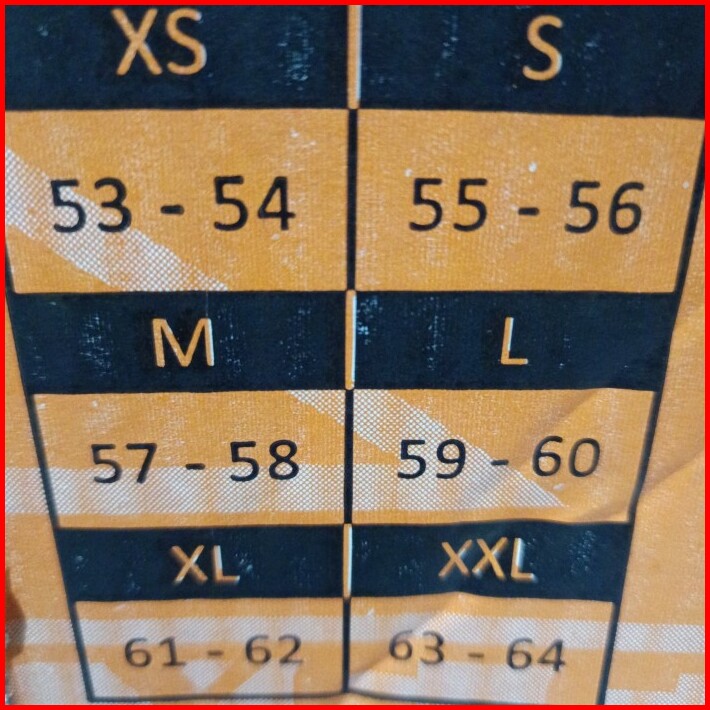 XS S
53 - 54 55 - 56
M L
57 - 58 59 - 60
XL XXL
61 - 62 63 - 64